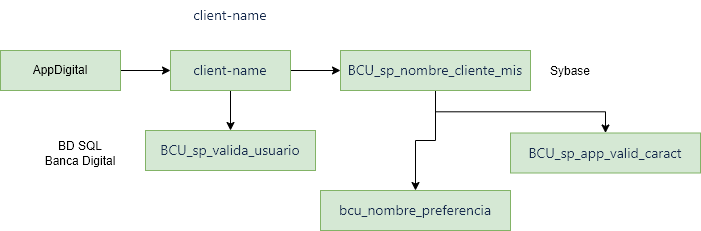 client-name
AppDigital
client-name
BCU_sp_nombre_cliente_mis
Sybase
BD SQL
Banca Digital
BCU_sp_valida_usuario
BCU_sp_app_valid_caract
bcu_nombre_preferencia